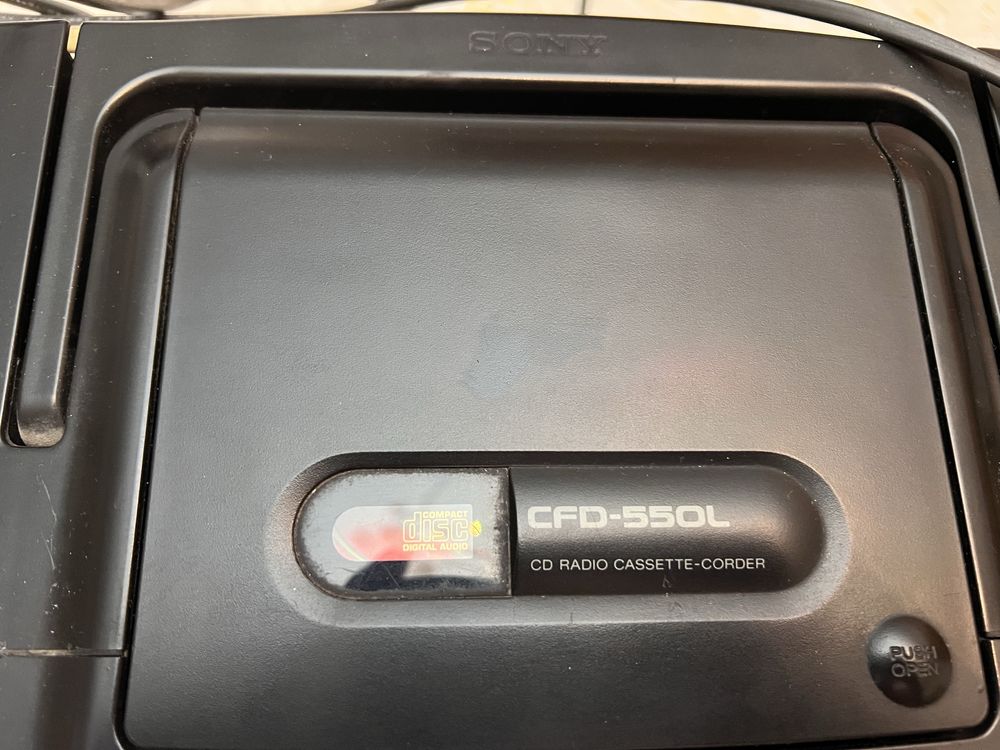 SONY
COMPACT
disc
DIGITAL AUDIO
CFD-550L
CD RADIO CASSETTE-CORDER
PUSH
OPEN